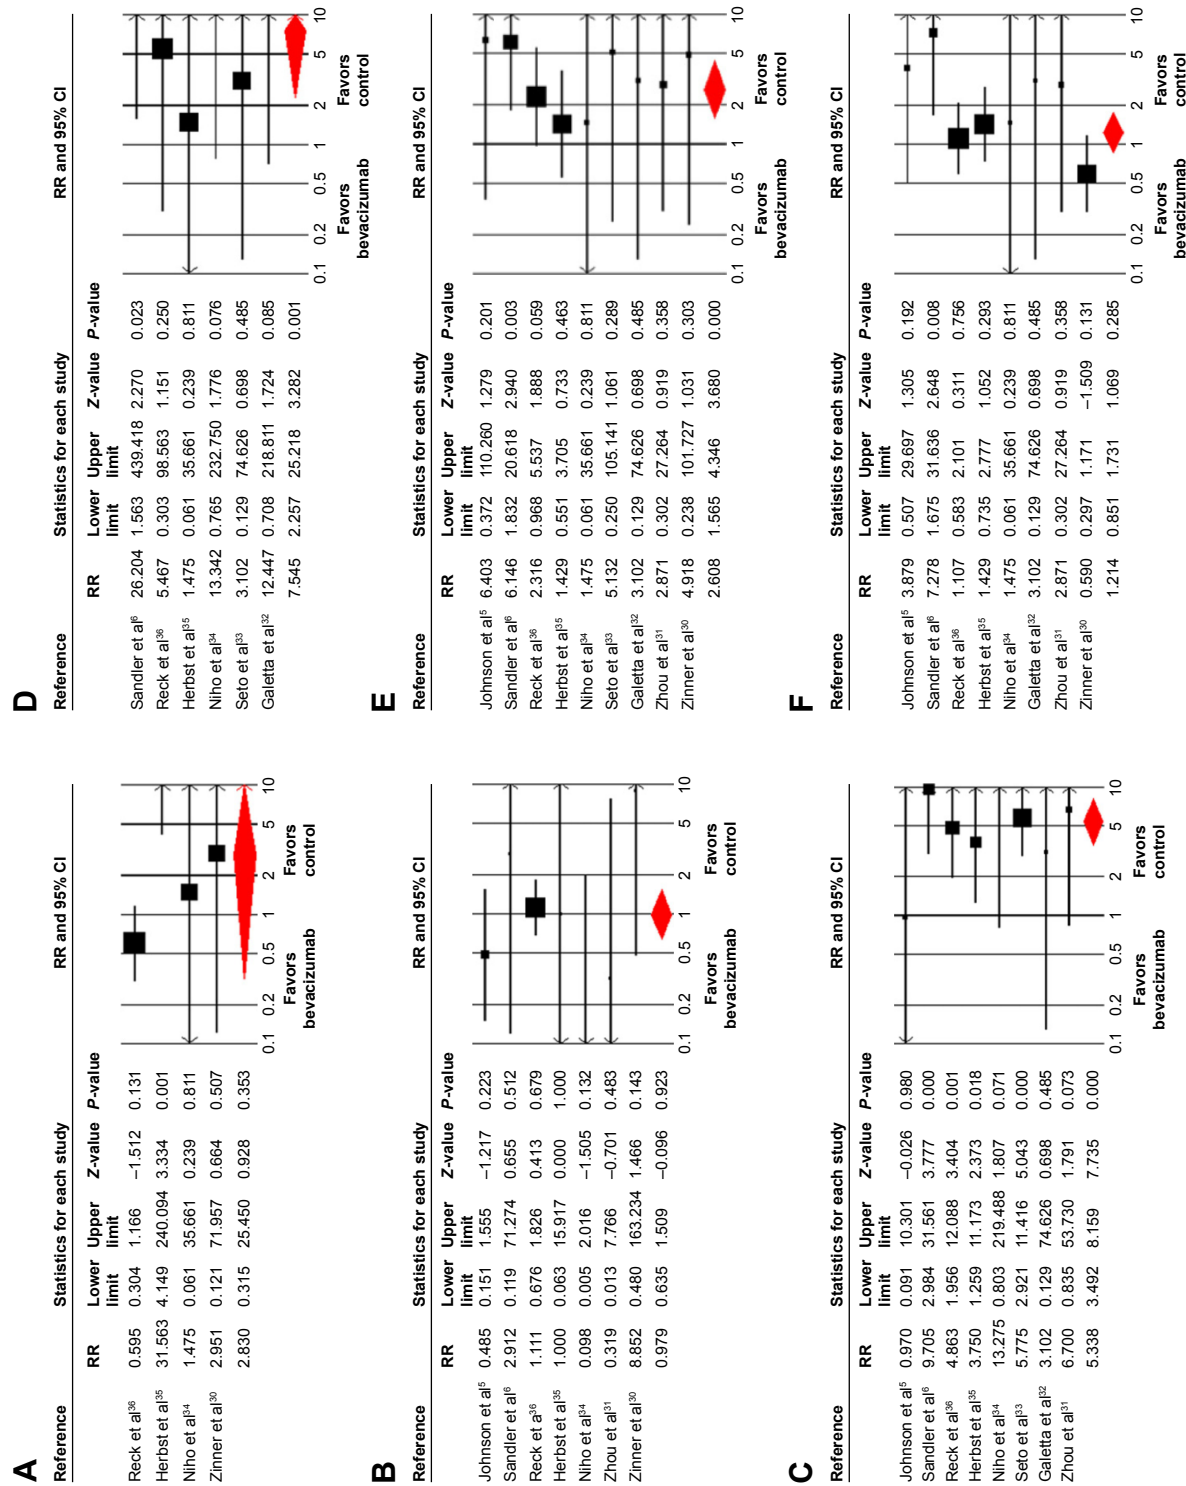 A
Reference Statistics for each study RR and 95% CI
RR Lower limit Upper limit Z-value P-value
Reck et al36 0.595 0.304 1.166 −1.512 0.131
Herbst et al35 31.563 4.149 240.094 3.334 0.001
Niho et al34 1.475 0.061 35.661 0.239 0.811
Zinner et al30 2.951 0.121 71.957 0.664 0.507
2.830 0.315 25.450 0.928 0.353
0.1 0.2 0.5 1 2 5 10
Favors bevacizumab Favors control
B
Reference Statistics for each study RR and 95% CI
RR Lower limit Upper limit Z-value P-value
Johnson et al5 0.485 0.151 1.555 −1.217 0.223
Sandler et al6 2.912 0.119 71.274 0.655 0.512
Reck et a36 1.111 0.676 1.826 0.413 0.679
Herbst et al35 1.000 0.063 15.917 0.000 1.000
Niho et al34 0.098 0.005 2.016 −1.505 0.132
Zhou et al31 0.319 0.013 7.766 −0.701 0.483
Zinner et al30 8.852 0.480 163.234 1.466 0.143
0.979 0.635 1.509 −0.096 0.923
0.1 0.2 0.5 1 2 5 10
Favors bevacizumab Favors control
C
Reference Statistics for each study RR and 95% CI
RR Lower limit Upper limit Z-value P-value
Johnson et al5 0.970 0.091 10.301 −0.026 0.980
Sandler et al6 9.705 2.984 31.561 3.777 0.000
Reck et al36 4.863 1.956 12.088 3.404 0.001
Herbst et al35 3.750 1.259 11.173 2.373 0.018
Niho et al34 13.275 0.803 219.488 1.807 0.071
Seto et al33 5.775 2.921 11.416 5.043 0.000
Galetta et al32 3.102 0.129 74.626 0.698 0.485
Zhou et al31 6.700 0.835 53.730 1.791 0.073
5.338 3.492 8.159 7.735 0.000
0.1 0.2 0.5 1 2 5 10
Favors bevacizumab Favors control
D
Reference Statistics for each study RR and 95% CI
RR Lower limit Upper limit Z-value P-value
Sandler et al6 26.204 1.563 439.418 2.270 0.023
Reck et al36 5.467 0.303 98.563 1.151 0.250
Herbst et al35 1.475 0.061 35.661 0.239 0.811
Niho et al34 13.342 0.765 232.750 1.776 0.076
Seto et al33 3.102 0.129 74.626 0.698 0.485
Galetta et al32 12.447 0.708 218.811 1.724 0.085
7.545 2.257 25.218 3.282 0.001
0.1 0.2 0.5 1 2 5 10
Favors bevacizumab Favors control
E
Reference Statistics for each study RR and 95% CI
RR Lower limit Upper limit Z-value P-value
Johnson et al5 6.403 0.372 110.260 1.279 0.201
Sandler et al6 6.146 1.832 20.618 2.940 0.003
Reck et al36 2.316 0.968 5.537 1.888 0.059
Herbst et al35 1.429 0.551 3.705 0.733 0.463
Niho et al34 1.475 0.061 35.661 0.239 0.811
Seto et al33 5.132 0.250 105.141 1.061 0.289
Galetta et al32 3.102 0.129 74.626 0.698 0.485
Zhou et al31 2.871 0.302 27.264 0.919 0.358
Zinner et al30 4.918 0.238 101.727 1.031 0.303
2.608 1.565 4.346 3.680 0.000
0.1 0.2 0.5 1 2 5 10
Favors bevacizumab Favors control
F
Reference Statistics for each study RR and 95% CI
RR Lower limit Upper limit Z-value P-value
Johnson et al5 3.879 0.507 29.697 1.305 0.192
Sandler et al6 7.278 1.675 31.636 2.648 0.008
Reck et al36 1.107 0.583 2.101 0.311 0.756
Herbst et al35 1.429 0.735 2.777 1.052 0.293
Niho et al34 1.475 0.061 35.661 0.239 0.811
Galetta et al32 3.102 0.129 74.626 0.698 0.485
Zhou et al31 2.871 0.302 27.264 0.919 0.358
Zinner et al30 0.590 0.297 1.171 −1.509 0.131
1.214 0.851 1.731 1.069 0.285
0.1 0.2 0.5 1 2 5 10
Favors bevacizumab Favors control